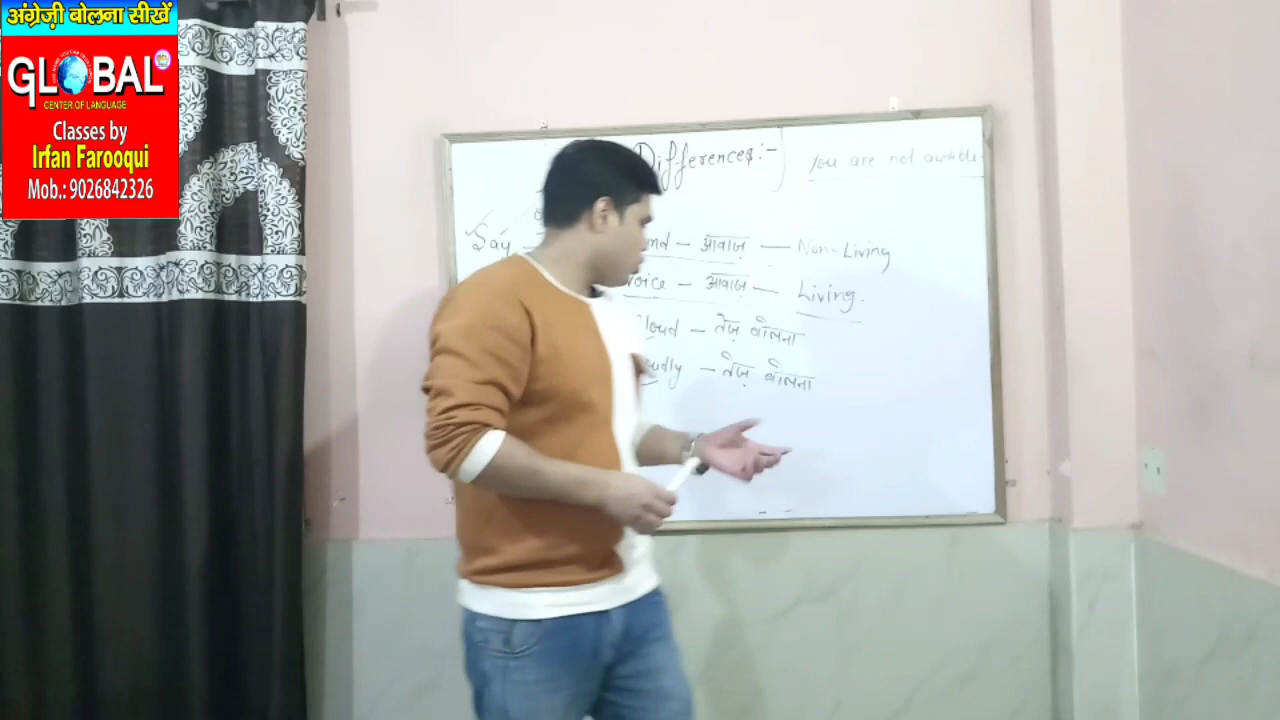 अंग्रेज़ी बोलना सीखें
GLOBAL
CENTER OF LANGUAGE
Classes by
Irfan Farooqui
Mob.: 9026842326
Differences:-
You are not audible.
Say - आवाज़ — Non-Living
voice - आवाज़ — Living.
तेज़ बोलना
- तेज़ बोलना